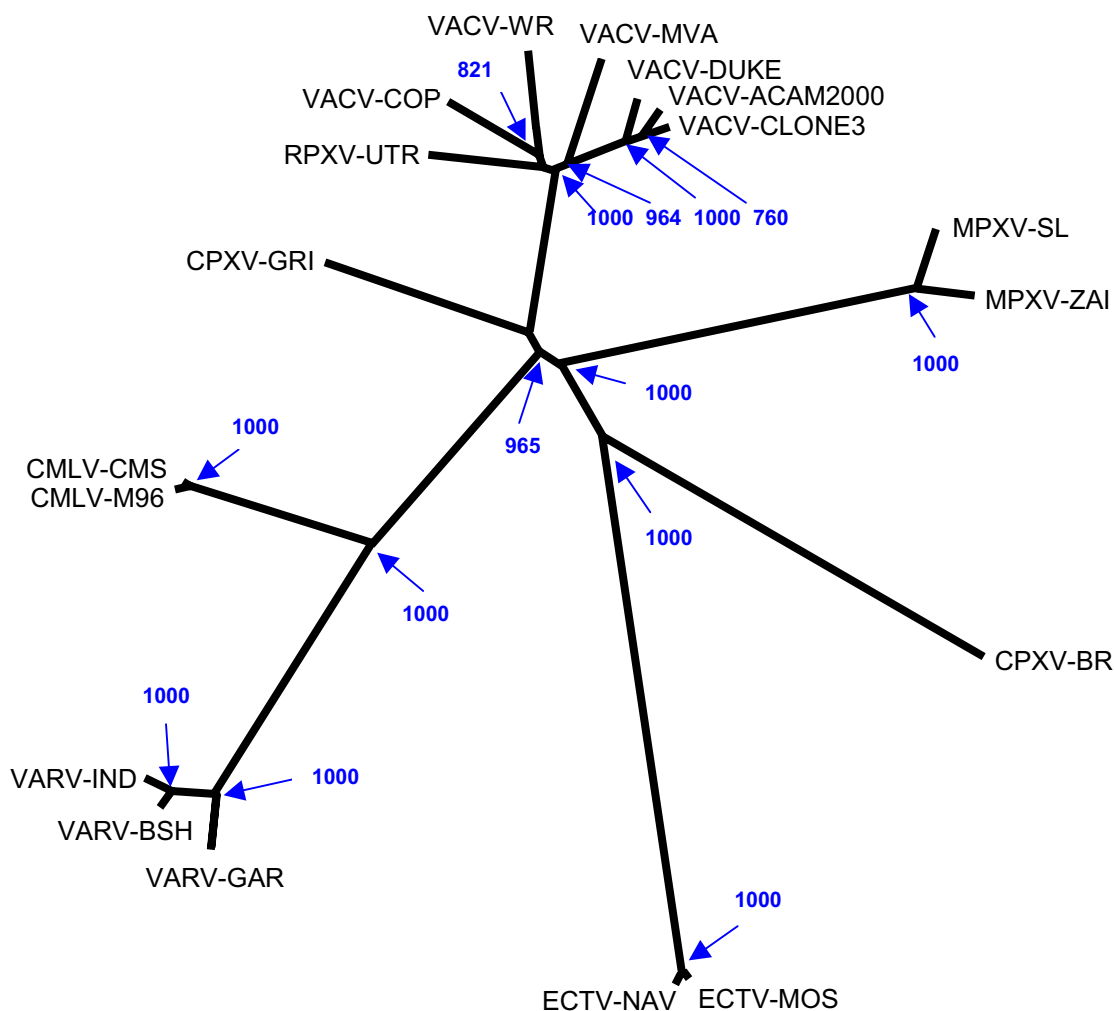 VACV-WR
VACV-MVA
821
VACV-DUKE
VACV-COP
VACV-ACAM2000
VACV-CLONE3
RPXV-UTR
1000 964 1000 760
MPXV-SL
CPXV-GRI
MPXV-ZAI
1000
1000
1000
965
CMLV-CMS
CMLV-M96
1000
1000
CPXV-BR
1000
VARV-IND
1000
VARV-BSH
VARV-GAR
1000
ECTV-NAV
ECTV-MOS